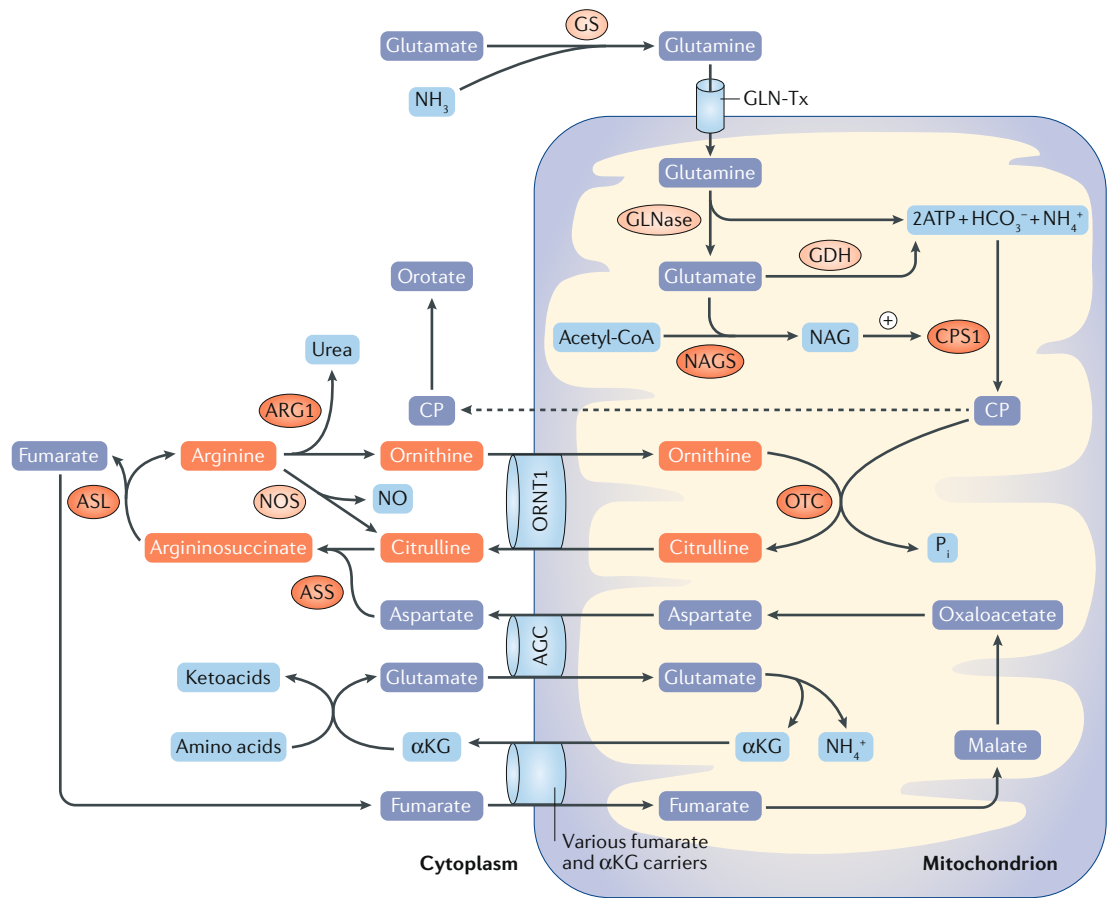 GS
Glutamate
Glutamine
NH₃
GLN-Tx
Glutamine
GLNase
2ATP + HCO₃⁻ + NH₄⁺
GDH
Orotate
Glutamate
Acetyl-CoA
NAG
+
CPS1
NAGS
Urea
ARG1
CP
CP
Fumarate
Arginine
Ornithine
Ornithine
ASL
NOS
NO
ORNT1
OTC
Argininosuccinate
Citrulline
Citrulline
Pᵢ
ASS
Aspartate
Aspartate
Oxaloacetate
AGC
Ketoacids
Glutamate
Glutamate
Amino acids
αKG
αKG
NH₄⁺
Malate
Fumarate
Fumarate
Various fumarate
and αKG carriers
Cytoplasm
Mitochondrion